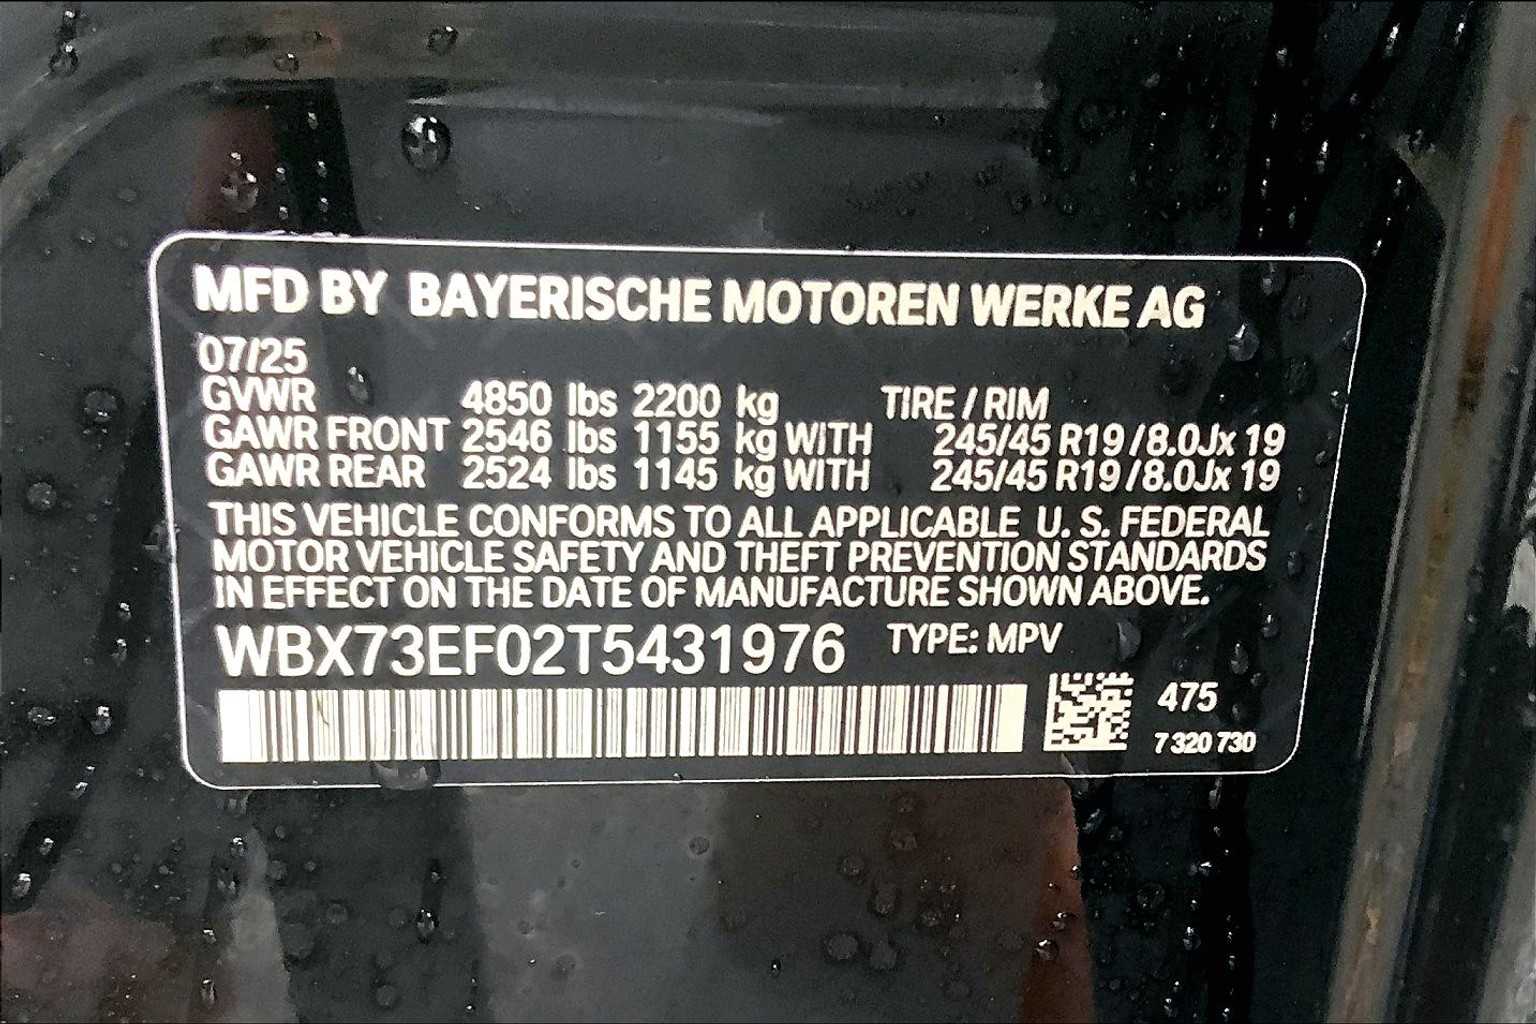 MFD BY BAYERISCHE MOTOREN WERKE AG
07/25
GVWR 4850 lbs 2200 kg TIRE / RIM
GAWR FRONT 2546 lbs 1155 kg WITH 245/45 R19 / 8.0Jx 19
GAWR REAR 2524 lbs 1145 kg WITH 245/45 R19 / 8.0Jx 19
THIS VEHICLE CONFORMS TO ALL APPLICABLE U. S. FEDERAL
MOTOR VEHICLE SAFETY AND THEFT PREVENTION STANDARDS
IN EFFECT ON THE DATE OF MANUFACTURE SHOWN ABOVE.
WBX73EF02T5431976 TYPE: MPV
475
7 320 730